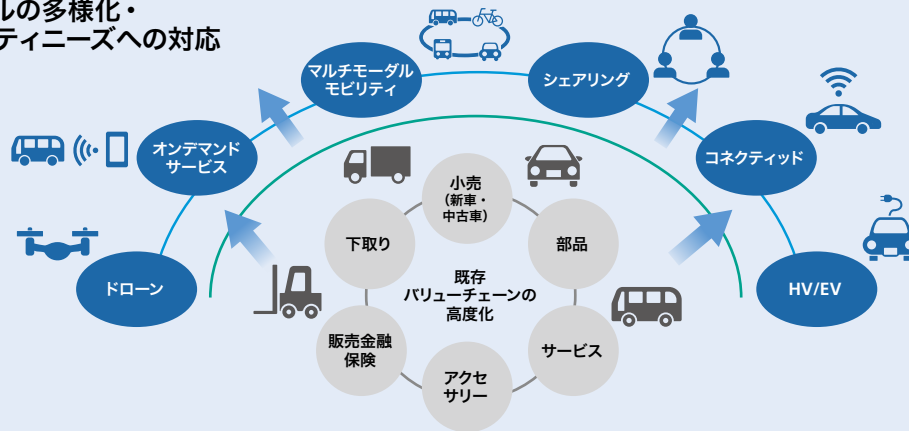 ルの多様化・
ティニーズへの対応
マルチモーダル
モビリティ
シェアリング
オンデマンド
サービス
コネクティッド
ドローン
HV/EV
小売
（新車・
中古車）
下取り
部品
既存
バリューチェーンの
高度化
販売金融
保険
サービス
アクセ
サリー